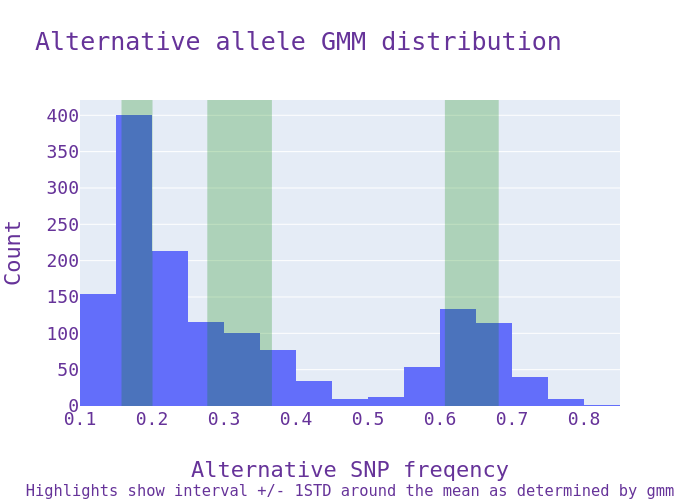 Alternative allele GMM distribution
Count
400
350
300
250
200
150
100
50
0
0.1 0.2 0.3 0.4 0.5 0.6 0.7 0.8
Alternative SNP freqency
Highlights show interval +/- 1STD around the mean as determined by gmm